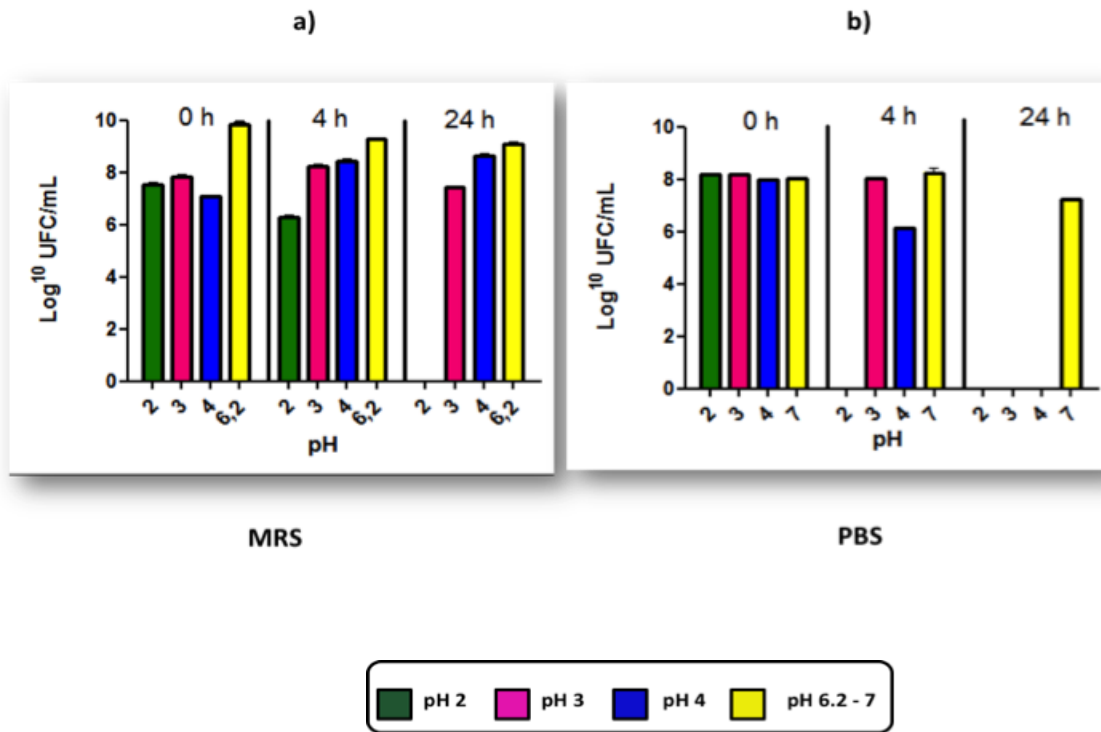 a)
0 h 4 h 24 h
Log10 UFC/mL
10
8
6
4
2
0
2 3 4 6,2 2 3 4 6,2 2 3 4 6,2
pH
MRS
b)
0 h 4 h 24 h
Log10 UFC/mL
10
8
6
4
2
0
2 3 4 7 2 3 4 7 2 3 4 7
pH
PBS
pH 2 pH 3 pH 4 pH 6.2 - 7